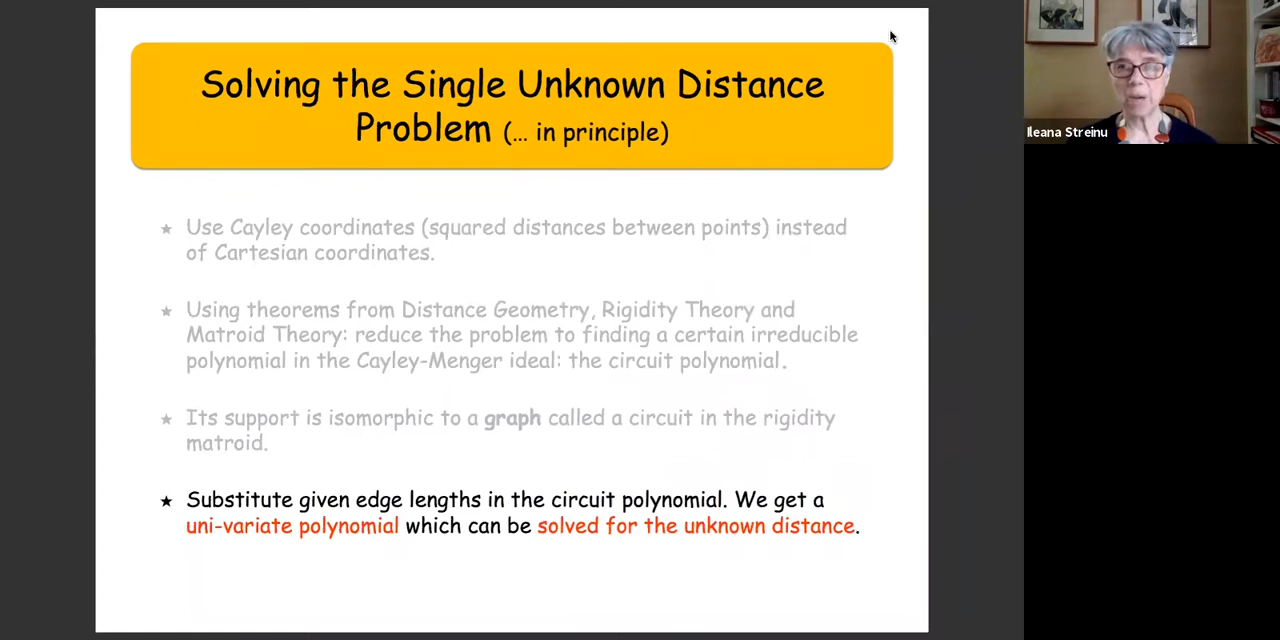 Solving the Single Unknown Distance
Problem (... in principle)
★ Use Cayley coordinates (squared distances between points) instead
of Cartesian coordinates.
★ Using theorems from Distance Geometry, Rigidity Theory and
Matroid Theory: reduce the problem to finding a certain irreducible
polynomial in the Cayley-Menger ideal: the circuit polynomial.
★ Its support is isomorphic to a graph called a circuit in the rigidity
matroid.
★ Substitute given edge lengths in the circuit polynomial. We get a
uni-variate polynomial which can be solved for the unknown distance.
Ileana Streinu